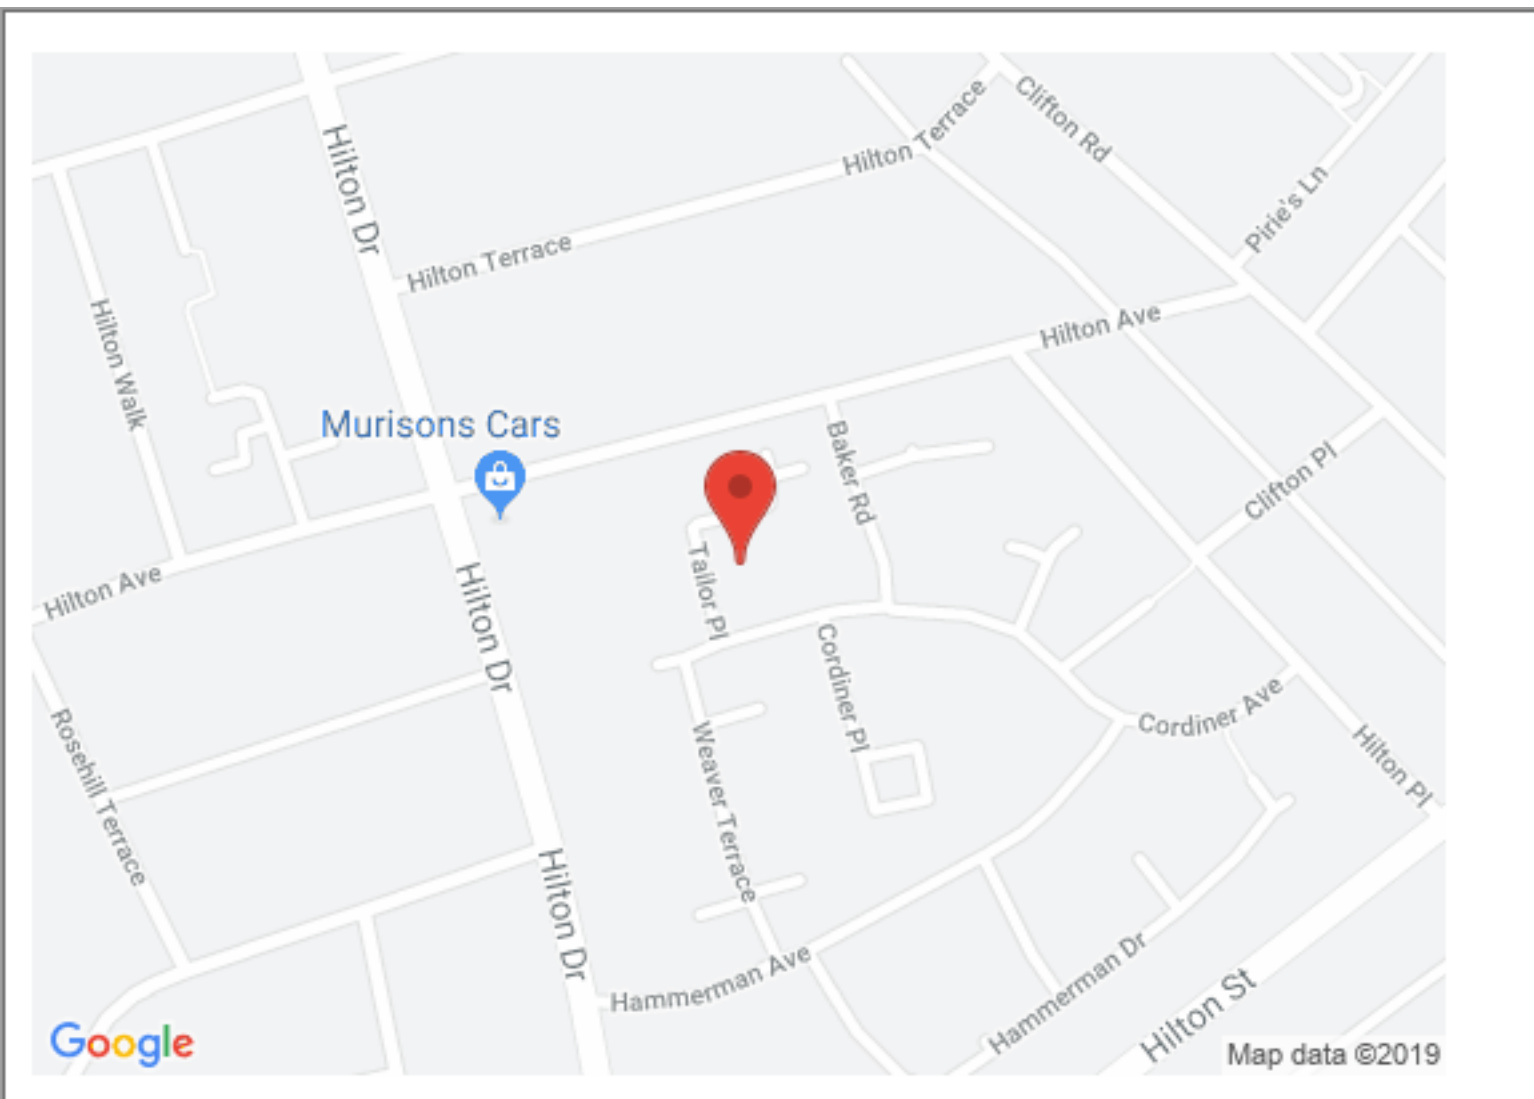 Clifton Rd
Hilton Terrace
Hilton Dr
Pirie's Ln
Hilton Terrace
Hilton Walk
Hilton Ave
Murisons Cars
Baker Rd
Clifton Pl
Tailor Pl
Hilton Ave
Hilton Dr
Cordiner Pl
Cordiner Ave
Rosehill Terrace
Weaver Terrace
Hilton Pl
Hilton Dr
Hammerman Ave
Hammerman Dr
Hilton St
Google
Map data ©2019